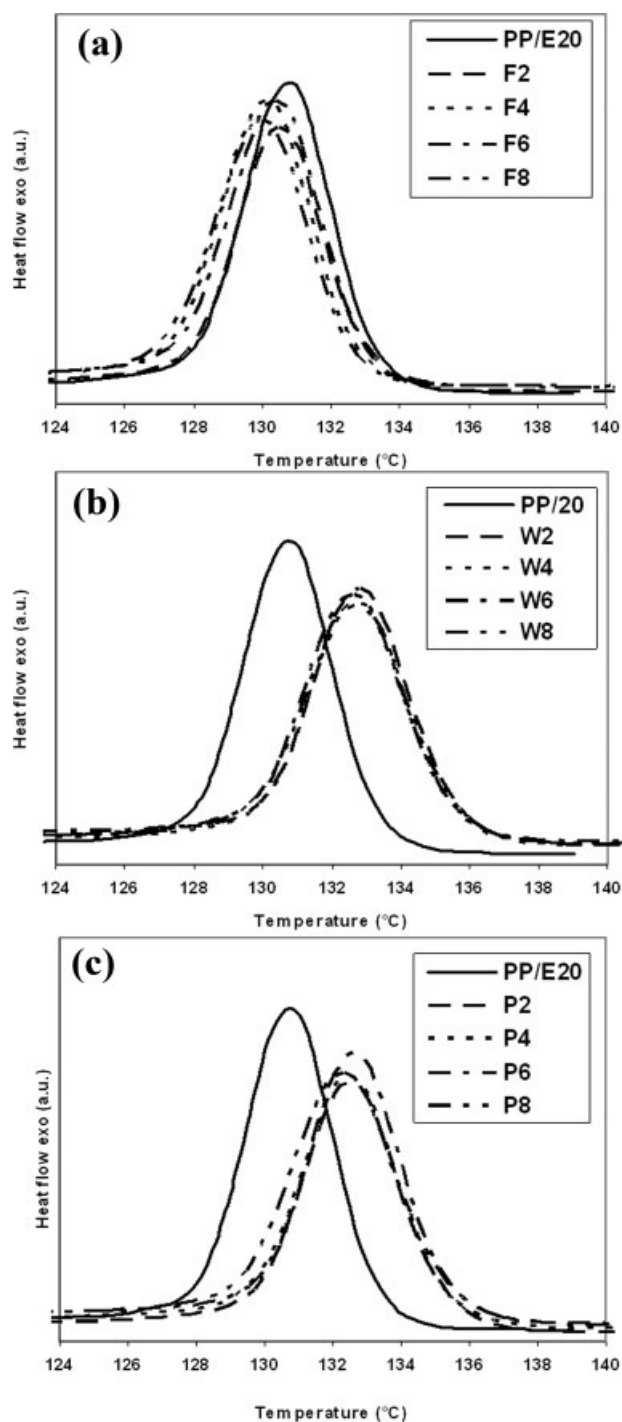 (a)
PP/E20
F2
F4
F6
F8
Heat flow exo (a.u.)
124 126 128 130 132 134 136 138 140
Temperature (°C)
(b)
PP/20
W2
W4
W6
W8
Heat flow exo (a.u.)
124 126 128 130 132 134 136 138 140
Temperature (°C)
(c)
PP/E20
P2
P4
P6
P8
Heat flow exo (a.u.)
124 126 128 130 132 134 136 138 140
Temperature (°C)